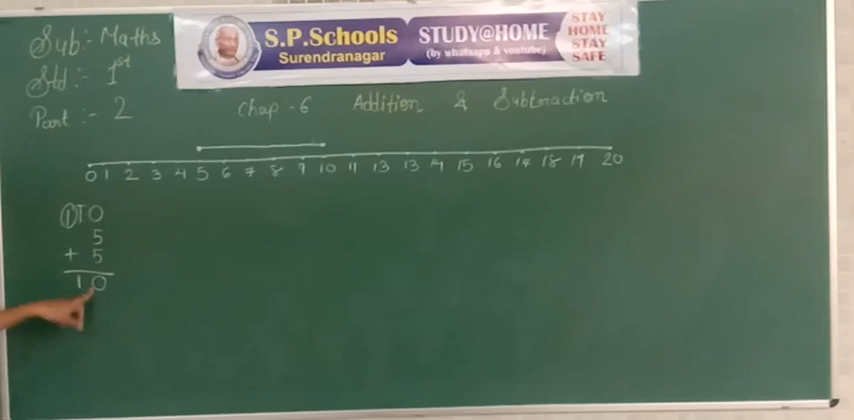 Sub:- Maths
Std :- 1st
Part :- 2
S.P.Schools
Surendranagar
STUDY@HOME
(by whatsapp & youtube)
STAY
HOME
STAY
SAFE
Chap - 6 Addition & Subtraction
0 1 2 3 4 5 6 7 8 9 10 11 13 13 14 15 16 17 18 19 20
① T O
5
+ 5
1 0